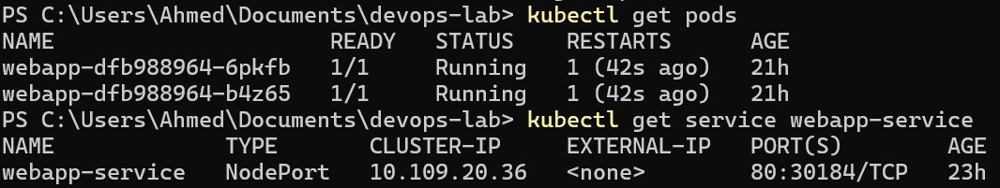 PS C:\Users\Ahmed\Documents\devops-lab> kubectl get pods
NAME                     READY   STATUS    RESTARTS      AGE
webapp-dfb988964-6pkfb   1/1     Running   1 (42s ago)   21h
webapp-dfb988964-b4z65   1/1     Running   1 (42s ago)   21h
PS C:\Users\Ahmed\Documents\devops-lab> kubectl get service webapp-service
NAME             TYPE       CLUSTER-IP     EXTERNAL-IP   PORT(S)        AGE
webapp-service   NodePort   10.109.20.36   <none>        80:30184/TCP   23h